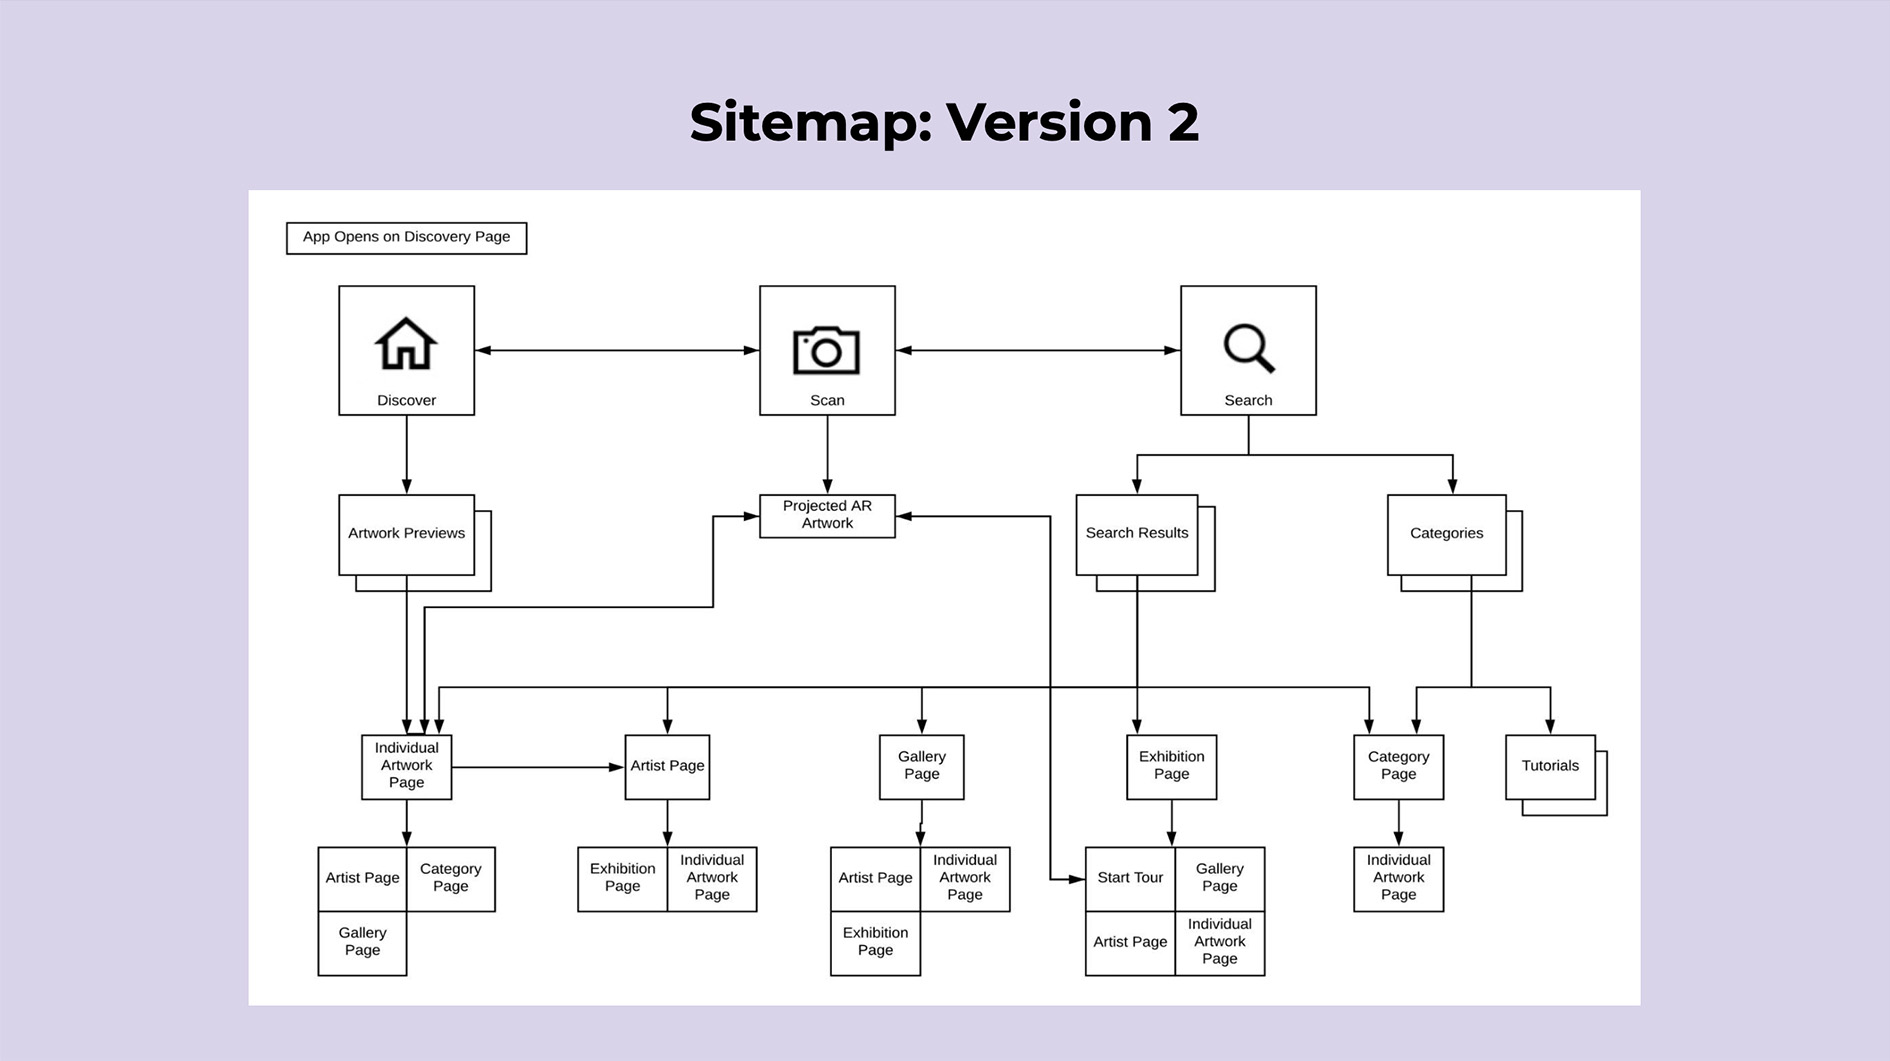 Sitemap: Version 2
App Opens on Discovery Page
Discover
Scan
Search
Artwork Previews
Projected AR
Artwork
Search Results
Categories
Individual
Artwork
Page
Artist Page
Gallery
Page
Exhibition
Page
Category
Page
Tutorials
Artist Page
Category
Page
Gallery
Page
Exhibition
Page
Individual
Artwork
Page
Artist Page
Individual
Artwork
Page
Exhibition
Page
Start Tour
Gallery
Page
Artist Page
Individual
Artwork
Page
Individual
Artwork
Page